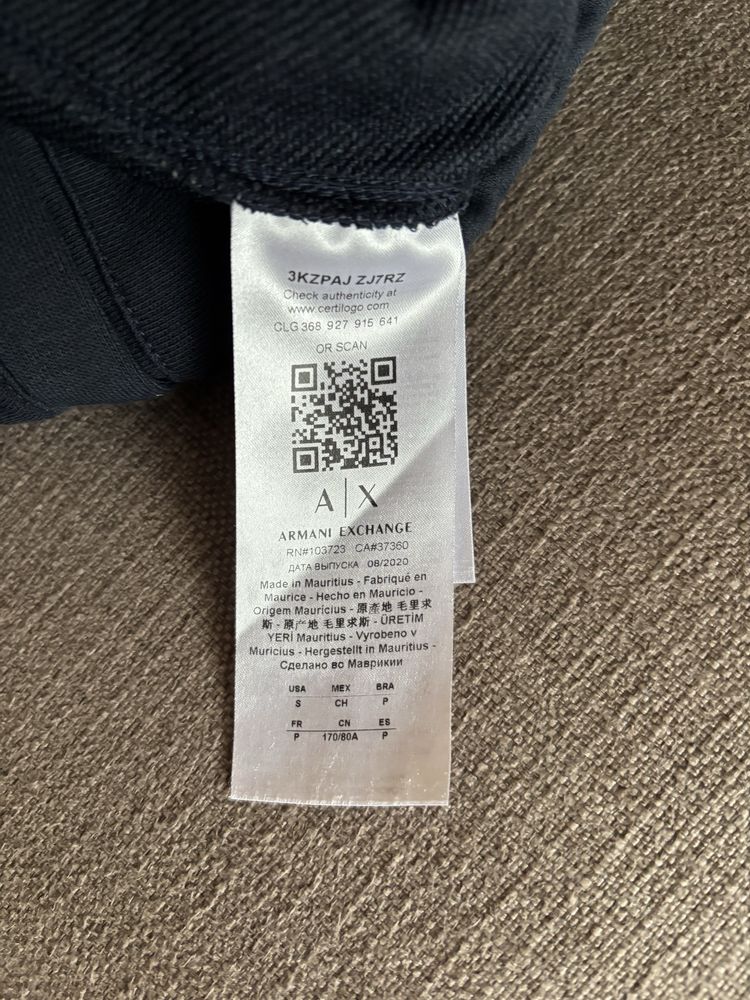 3KZPAJ ZJ7RZ
Check authenticity at
www.certilogo.com
CLG 368 927 915 641
OR SCAN
A|X
ARMANI EXCHANGE
RN#103723 CA#37360
ДАТА ВЫПУСКА 08/2020
Made in Mauritius - Fabriqué en
Maurice - Hecho en Mauricio -
Origem Maurícius - 原產地 毛里求
斯 - 原产地 毛里求斯 - ÜRETİM
YERİ Mauritius - Vyrobeno v
Muricius - Hergestellt in Mauritius -
Сделано во Маврикии
USA MEX BRA
S CH P
FR CN ES
P 170/80A P